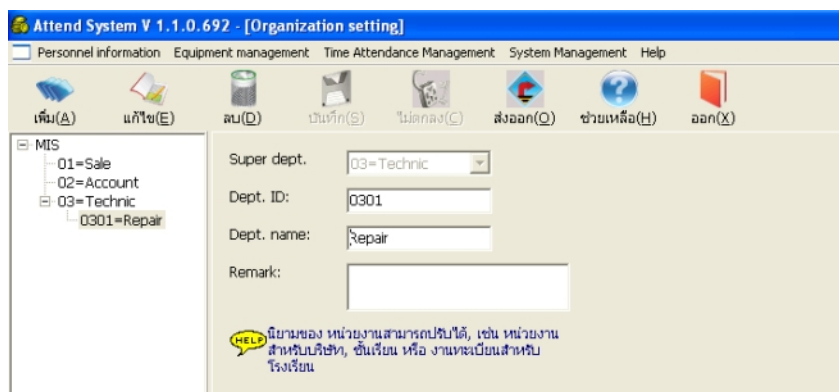 Attend System V 1.1.0.692 - [Organization setting]
Personnel information Equipment management Time Attendance Management System Management Help
เพิ่ม(A) แก้ไข(E) ลบ(D) บันทึก(S) ไม่ตกลง(C) ส่งออก(O) ช่วยเหลือ(H) ออก(X)
MIS
01=Sale
02=Account
03=Technic
0301=Repair
Super dept. 03=Technic
Dept. ID: 0301
Dept. name: Repair
Remark:
HELP นิยามของ หน่วยงานสามารถปรับได้, เช่น หน่วยงาน
สำหรับบริษัท, ชั้นเรียน หรือ งานทะเบียนสำหรับ
โรงเรียน